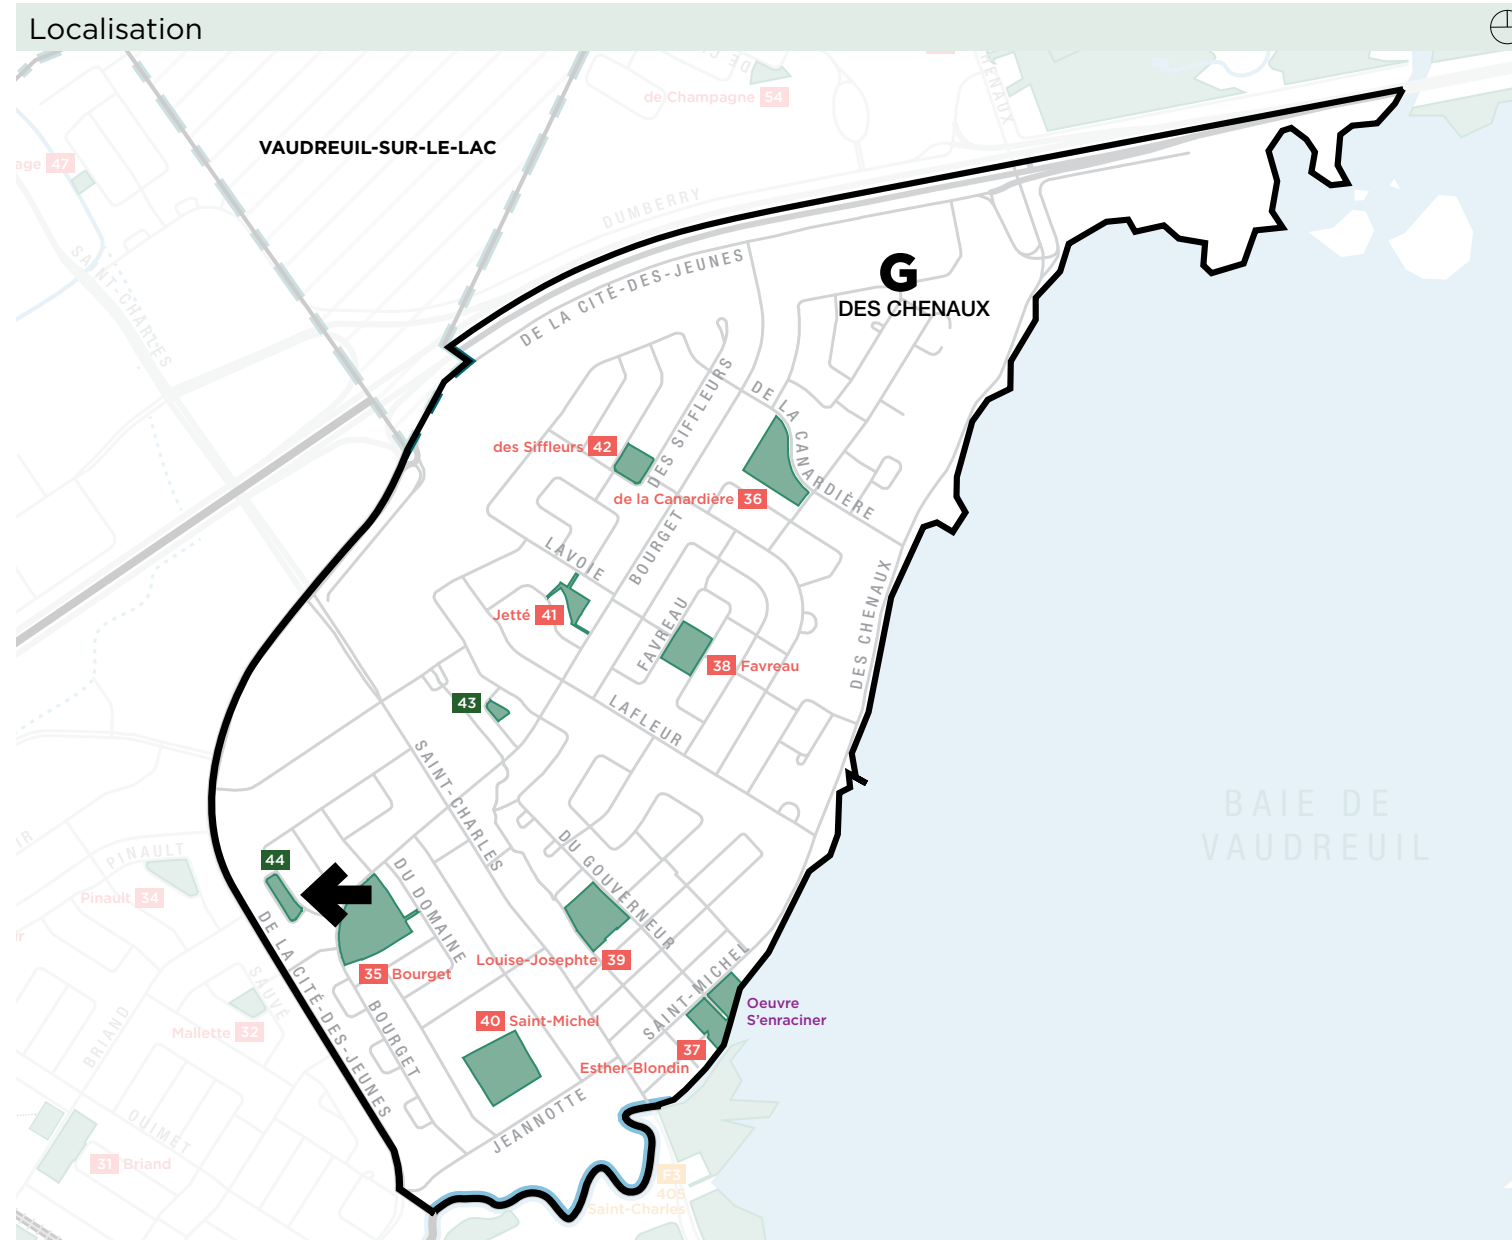 Localisation
de Champagne 54
CHENAUX
VAUDREUIL-SUR-LE-LAC
age 47
DUMBERRY
SAINT-CHARLES
DE LA CITÉ-DES-JEUNES
G
DES CHENAUX
DES SIFFLEURS
DE LA CANARDIÈRE
des Siffleurs 42
de la Canardière 36
BOURGET
LAVOIE
Jetté 41
FAVREAU
38 Favreau
DES CHENAUX
43
LAFLEUR
SAINT-CHARLES
BAIE DE
VAUDREUIL
PINAULT
44
DU GOUVERNEUR
DU DOMAINE
Pinault 34
DE LA CITÉ-DES-JEUNES
35 Bourget
Louise-Josephte 39
SAINT-MICHEL
Oeuvre
S'enraciner
SAUVÉ
Mallette 32
BRIAND
BOURGET
40 Saint-Michel
37
Esther-Blondin
JEANNOTTE
OUIMET
31 Briand
F3
405
Saint-Charles